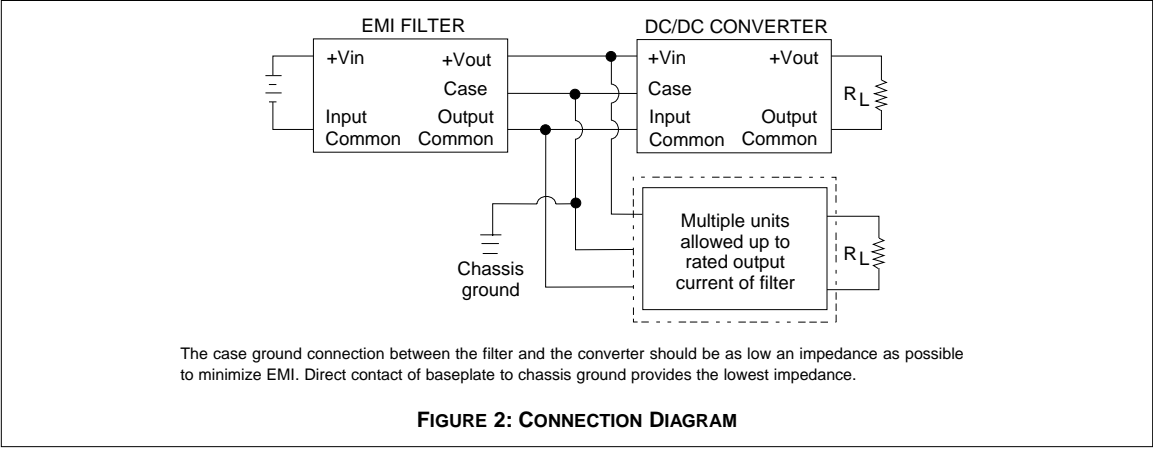 EMI FILTER
DC/DC CONVERTER
+Vin
+Vout
Case
Input
Common
Output
Common
+Vin
+Vout
Case
Input
Common
Output
Common
RL
Multiple units
allowed up to
rated output
current of filter
RL
Chassis
ground
The case ground connection between the filter and the converter should be as low an impedance as possible
to minimize EMI. Direct contact of baseplate to chassis ground provides the lowest impedance.
FIGURE 2: CONNECTION DIAGRAM